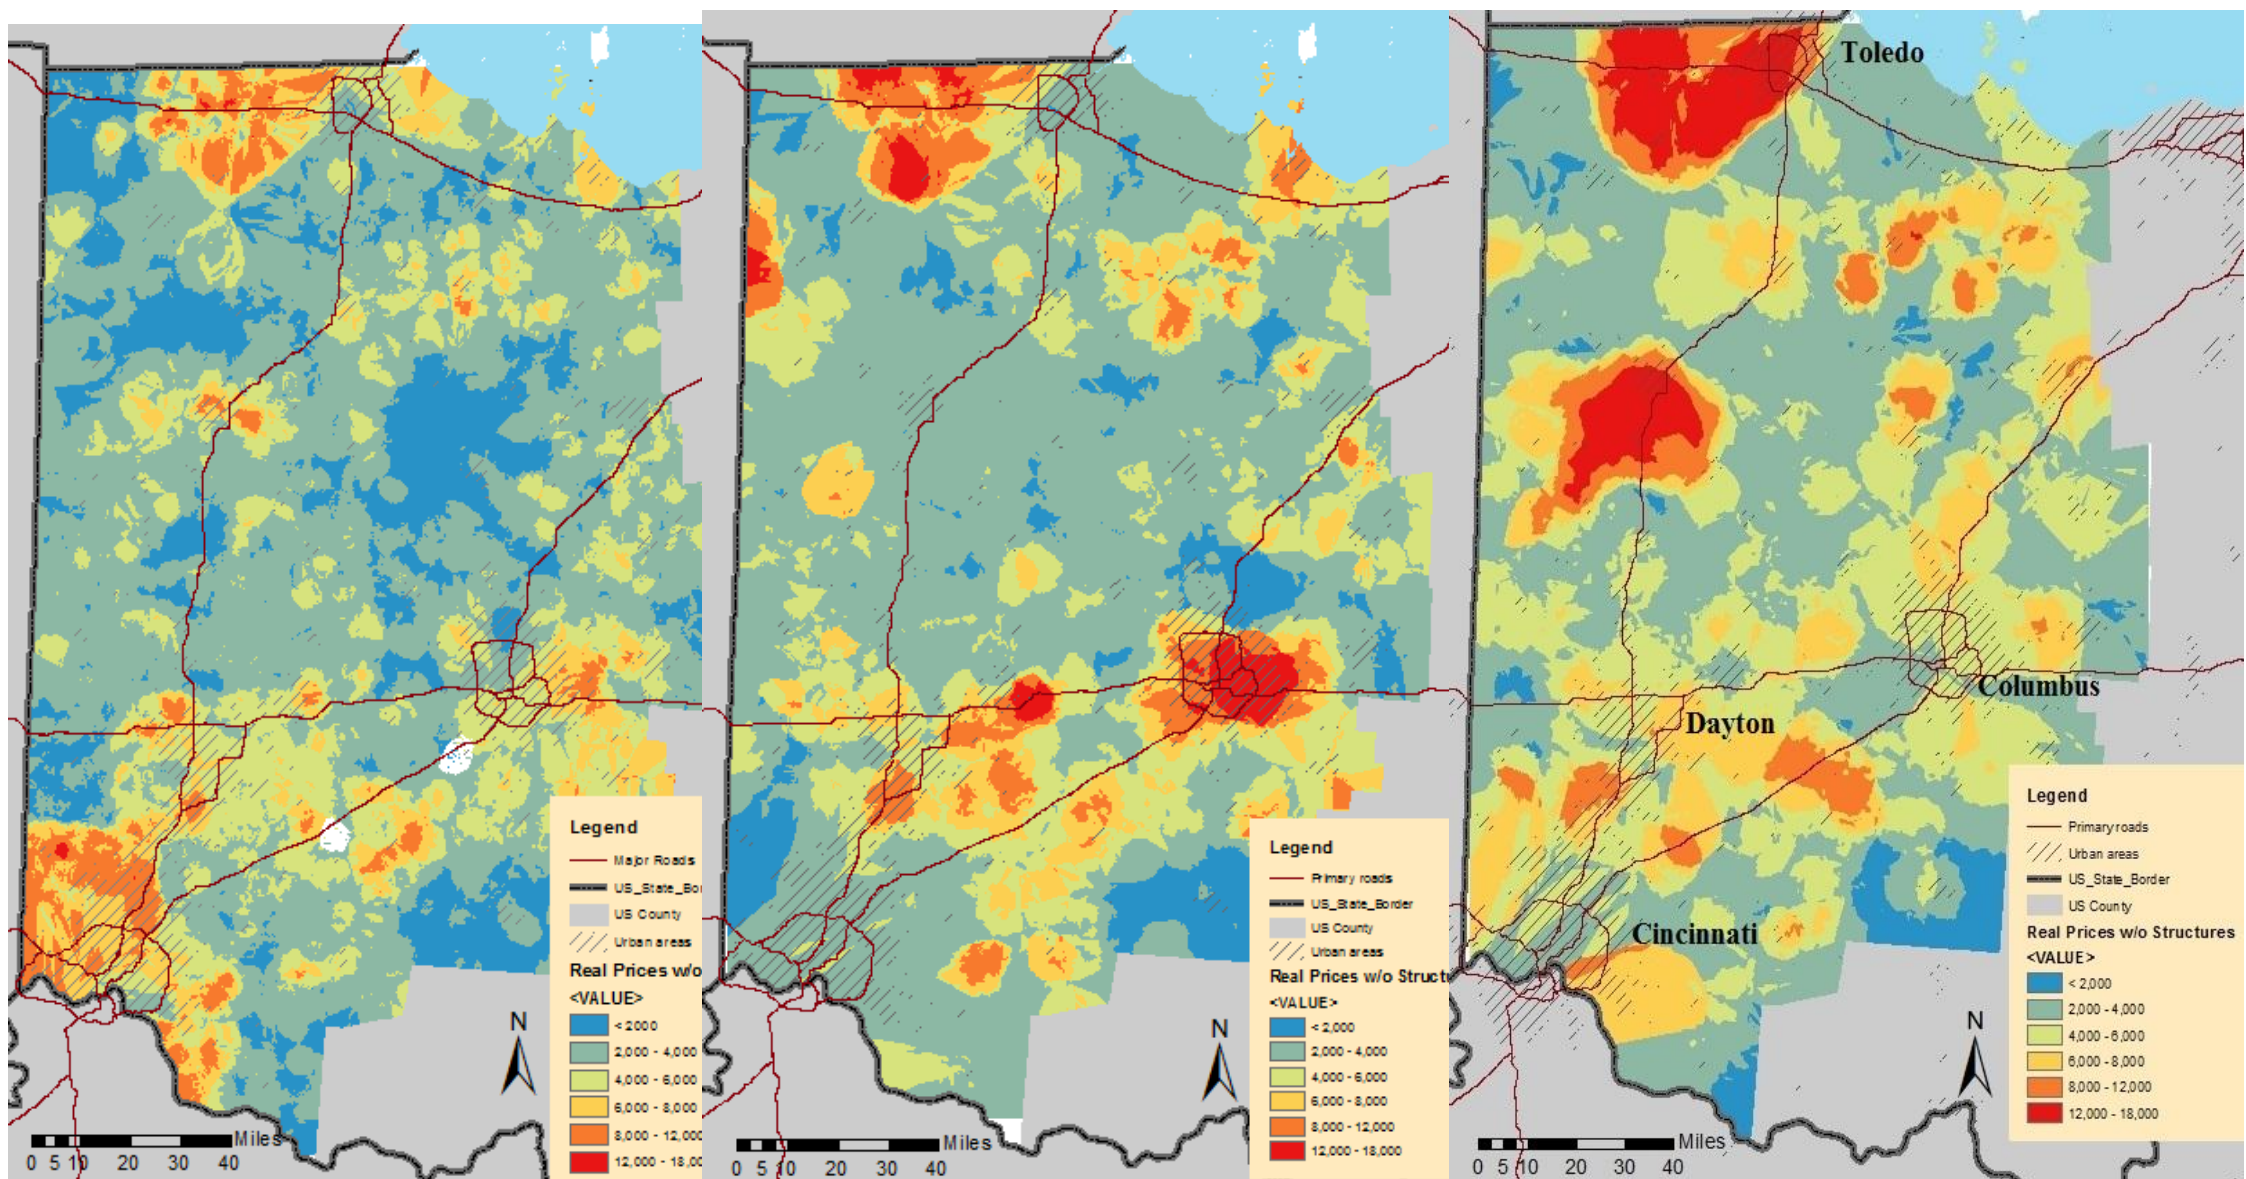 Legend
Major Roads
US_State_Bor
US County
Urban areas
Real Prices w/o
<VALUE>
< 2000
2,000 - 4,000
4,000 - 6,000
6,000 - 8,000
8,000 - 12,000
12,000 - 18,00
N
Miles
0 5 10 20 30 40
Legend
Primary roads
US_State_Border
US County
Urban areas
Real Prices w/o Structu
<VALUE>
< 2,000
2,000 - 4,000
4,000 - 6,000
6,000 - 8,000
8,000 - 12,000
12,000 - 18,000
N
Miles
0 5 10 20 30 40
Toledo
Columbus
Dayton
Cincinnati
Legend
Primary roads
Urban areas
US_State_Border
US County
Real Prices w/o Structures
<VALUE>
< 2,000
2,000 - 4,000
4,000 - 6,000
6,000 - 8,000
8,000 - 12,000
12,000 - 18,000
N
Miles
0 5 10 20 30 40